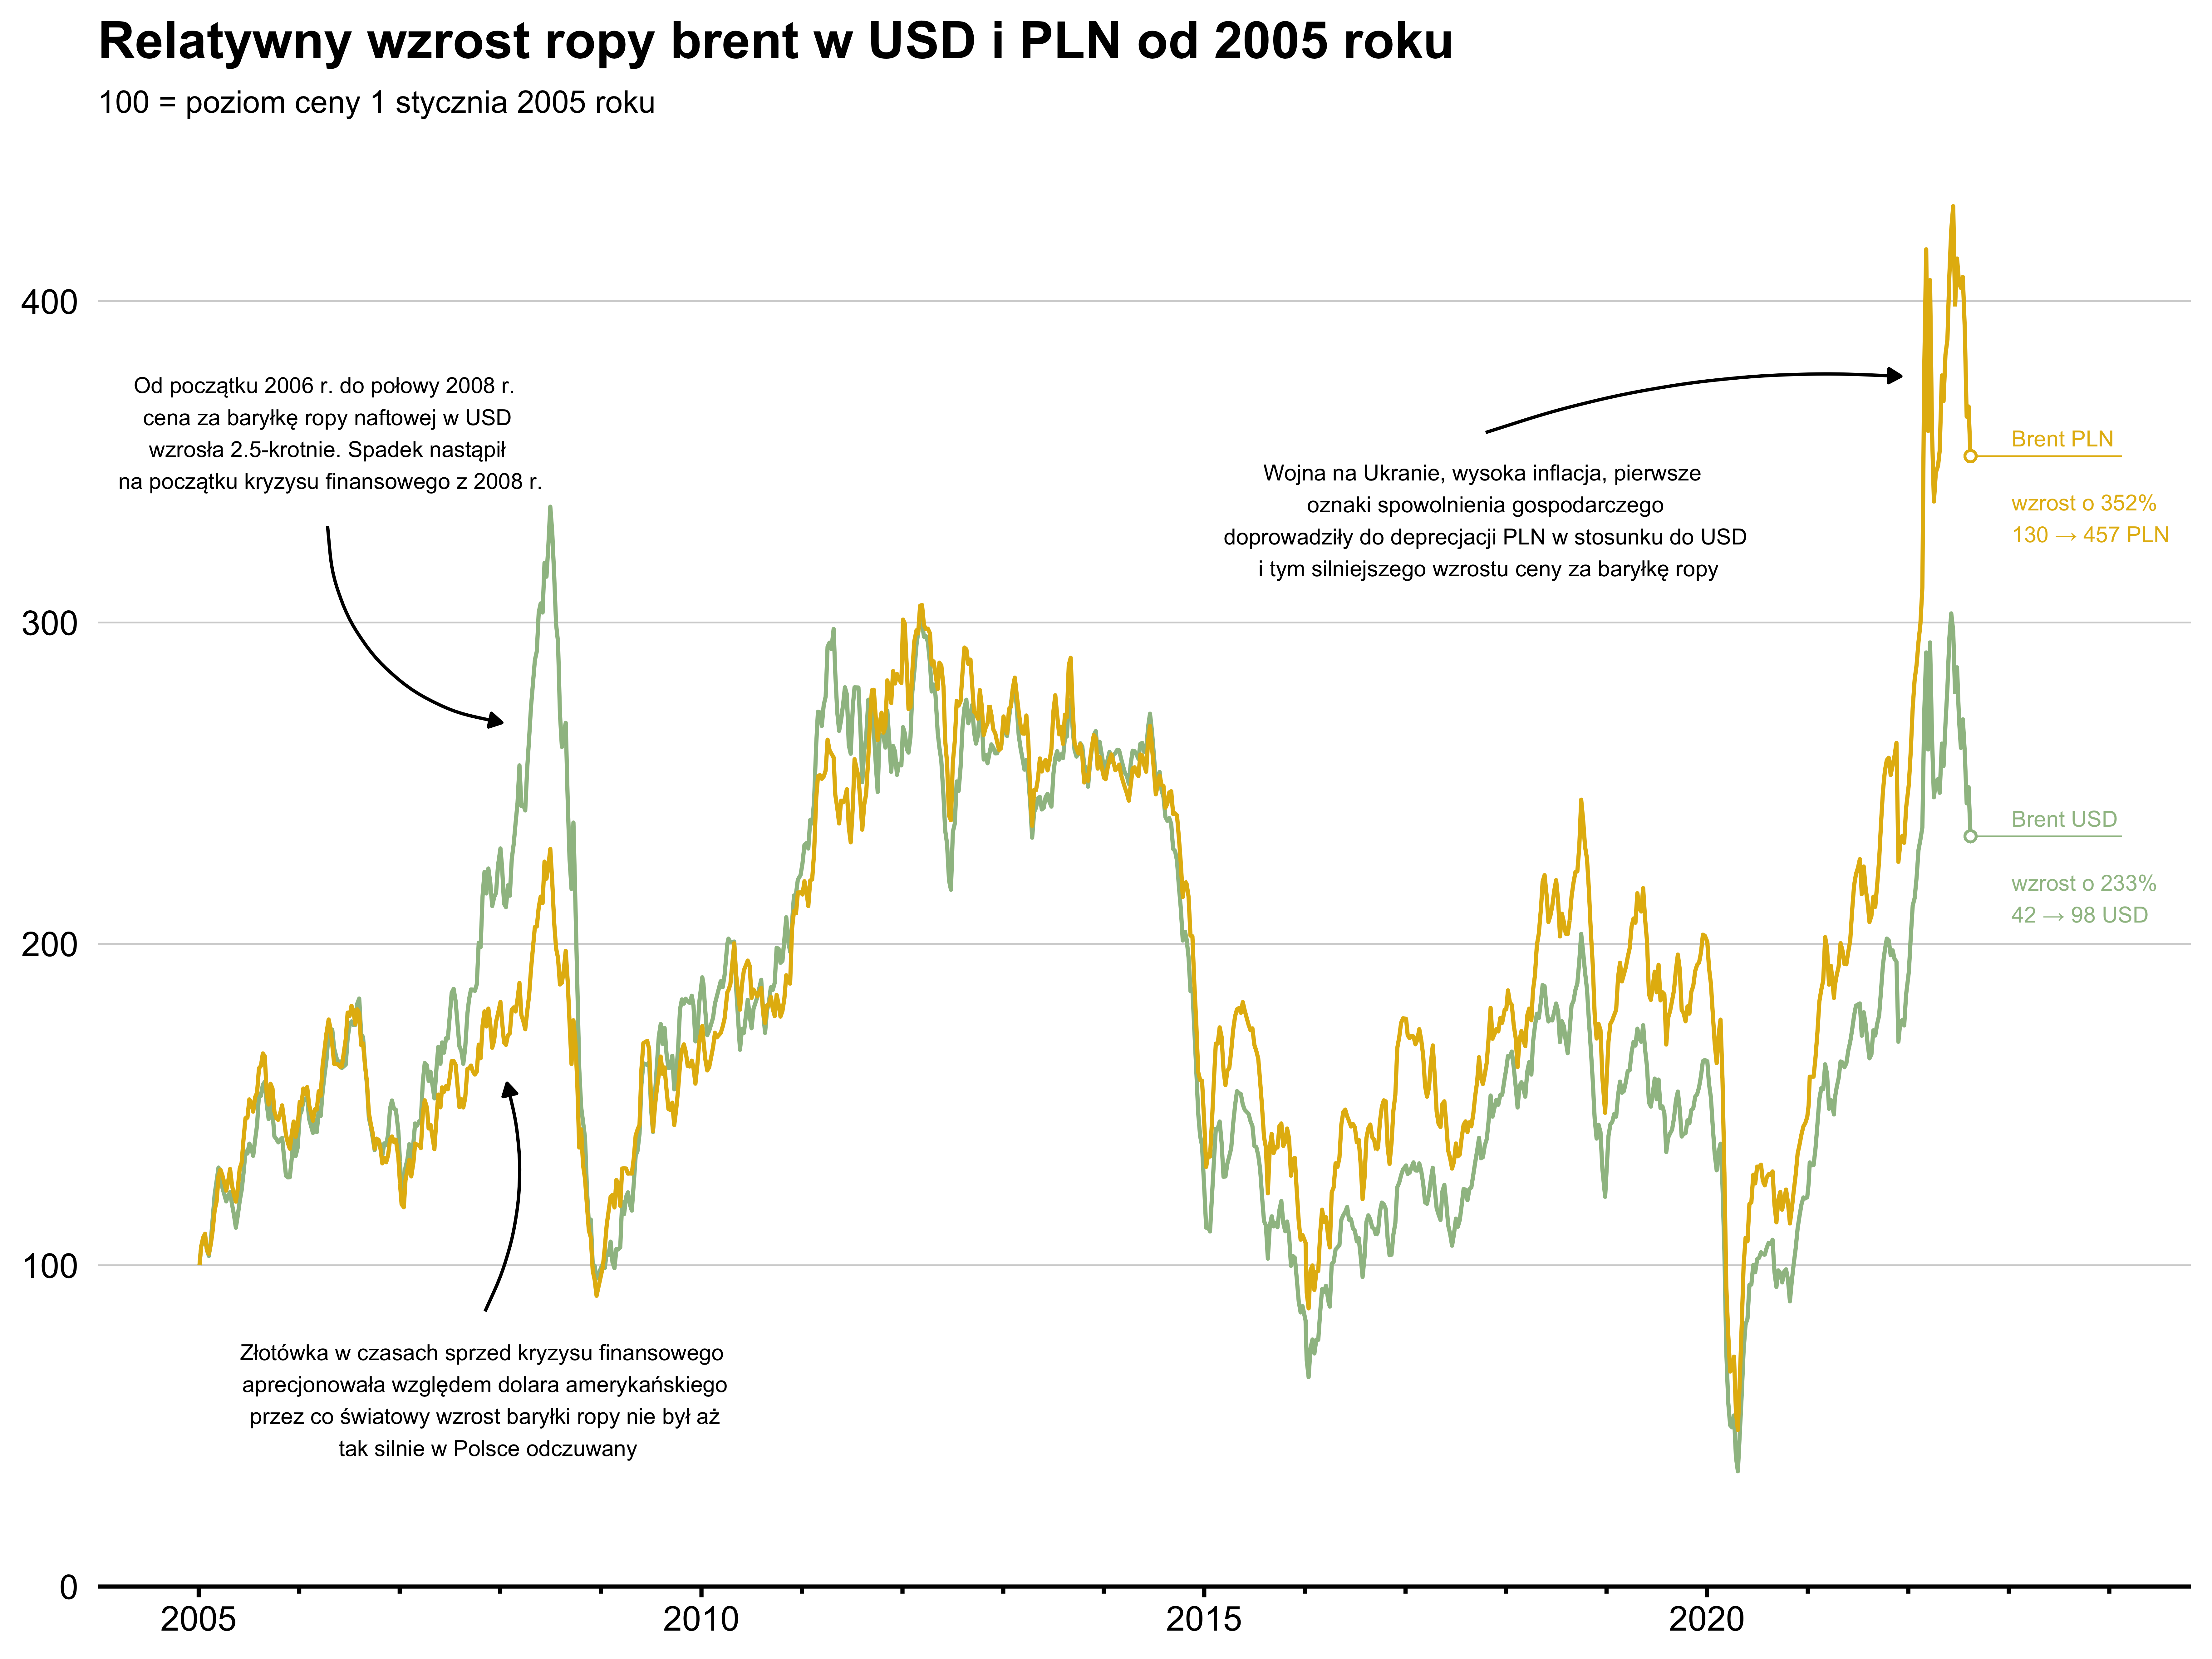 Relatywny wzrost ropy brent w USD i PLN od 2005 roku
100 = poziom ceny 1 stycznia 2005 roku
400
300
200
100
0
Od początku 2006 r. do połowy 2008 r.
cena za baryłkę ropy naftowej w USD
wzrosła 2.5-krotnie. Spadek nastąpił
na początku kryzysu finansowego z 2008 r.
Wojna na Ukranie, wysoka inflacja, pierwsze
oznaki spowolnienia gospodarczego
doprowadziły do deprecjacji PLN w stosunku do USD
i tym silniejszego wzrostu ceny za baryłkę ropy
Brent PLN
wzrost o 352%
130 → 457 PLN
Brent USD
wzrost o 233%
42 → 98 USD
Złotówka w czasach sprzed kryzysu finansowego
aprecjonowała względem dolara amerykańskiego
przez co światowy wzrost baryłki ropy nie był aż
tak silnie w Polsce odczuwany
2005
2010
2015
2020